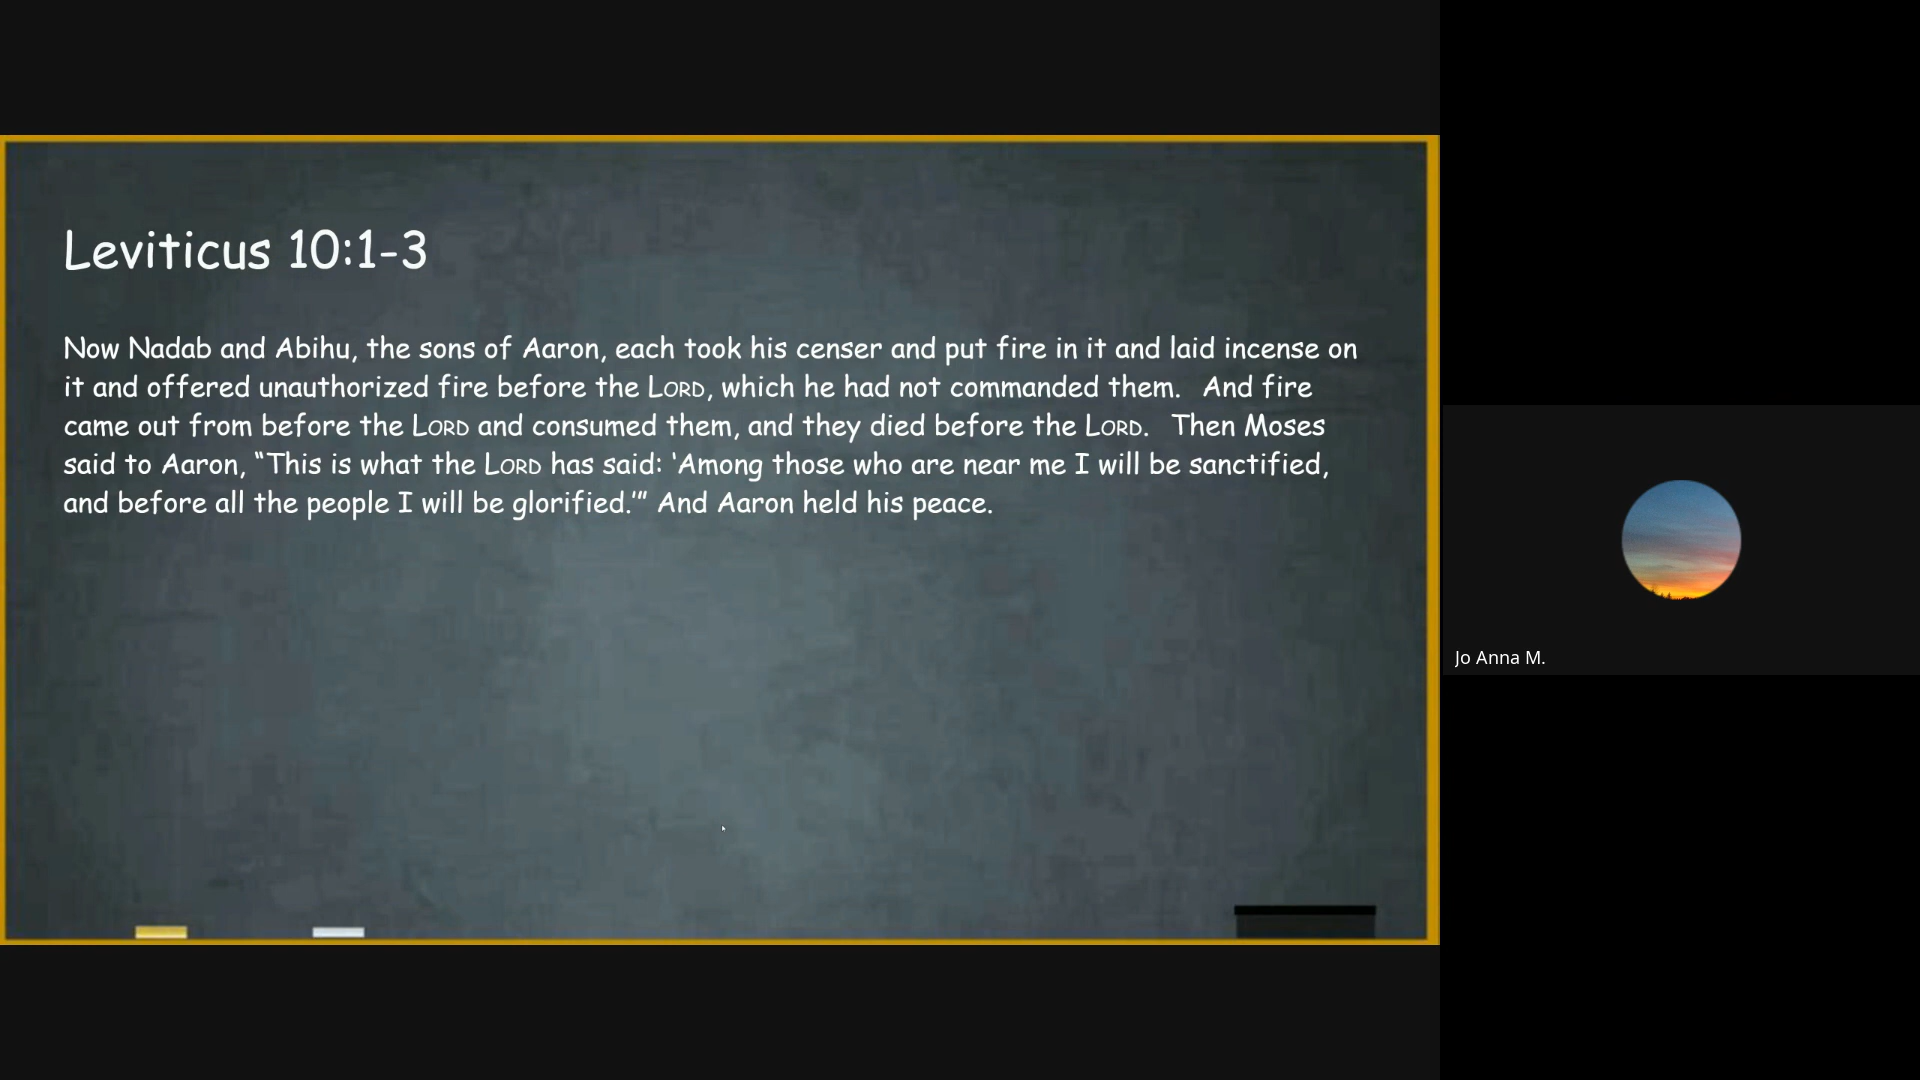 Leviticus 10:1-3
Now Nadab and Abihu, the sons of Aaron, each took his censer and put fire in it and laid incense on
it and offered unauthorized fire before the LORD, which he had not commanded them.   And fire
came out from before the LORD and consumed them, and they died before the LORD.   Then Moses
said to Aaron, “This is what the LORD has said: ‘Among those who are near me I will be sanctified,
and before all the people I will be glorified.’” And Aaron held his peace.
Jo Anna M.